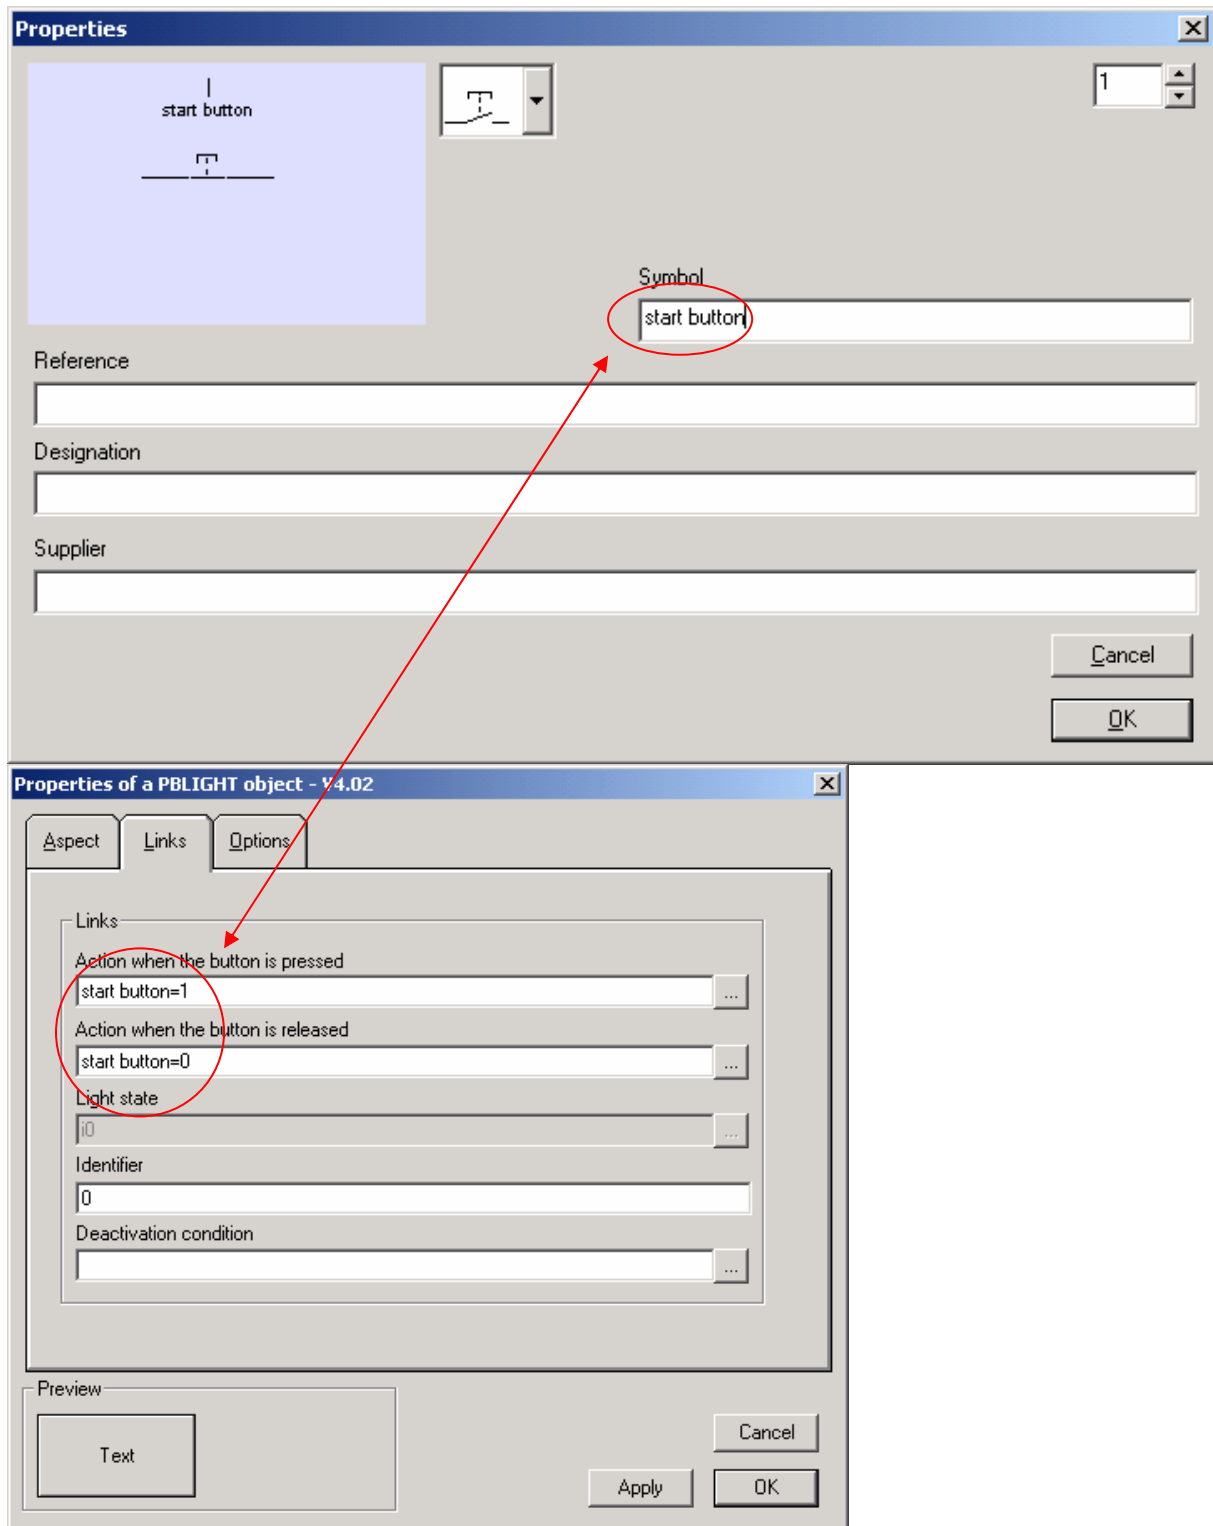 Properties
start button
1
Symbol
start button
Reference
Designation
Supplier
Cancel
OK
Properties of a PBLIGHT object - V4.02
Aspect Links Options
Links
Action when the button is pressed
start button=1
...
Action when the button is released
start button=0
...
Light state
i0
...
Identifier
0
Deactivation condition
...
Preview
Text
Cancel
Apply OK